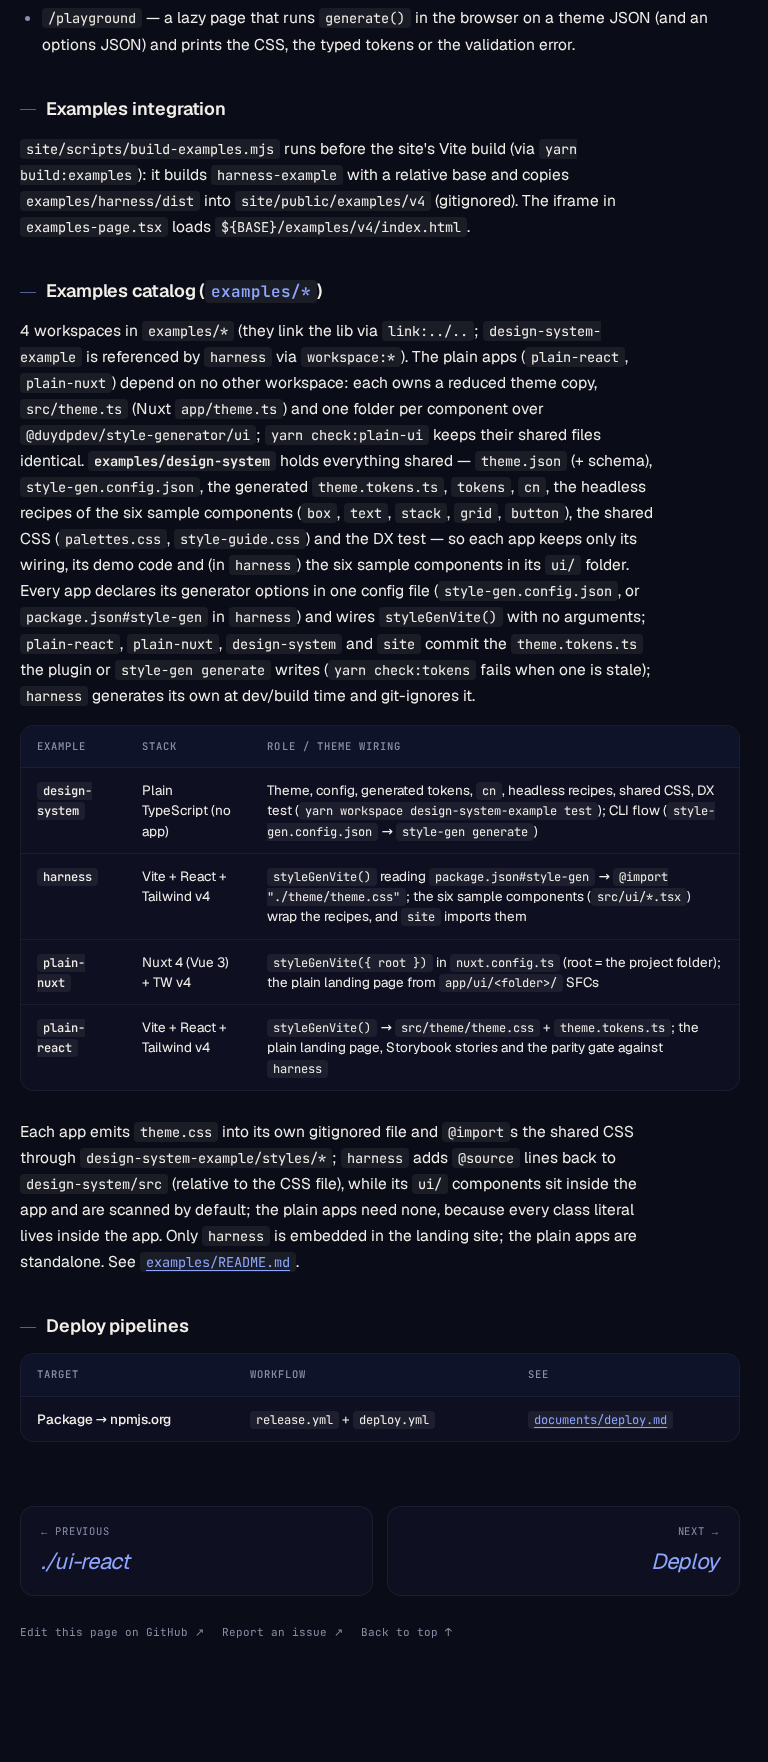 /playground — a lazy page that runs generate() in the browser on a theme JSON (and an
options JSON) and prints the CSS, the typed tokens or the validation error.
— Examples integration
site/scripts/build-examples.mjs runs before the site's Vite build (via yarn
build:examples): it builds harness-example with a relative base and copies
examples/harness/dist into site/public/examples/v4 (gitignored). The iframe in
examples-page.tsx loads ${BASE}/examples/v4/index.html.
— Examples catalog (examples/*)
4 workspaces in examples/* (they link the lib via link:../..; design-system-
example is referenced by harness via workspace:*). The plain apps (plain-react,
plain-nuxt) depend on no other workspace: each owns a reduced theme copy,
src/theme.ts (Nuxt app/theme.ts) and one folder per component over
@duydpdev/style-generator/ui; yarn check:plain-ui keeps their shared files
identical. examples/design-system holds everything shared — theme.json (+ schema),
style-gen.config.json, the generated theme.tokens.ts, tokens, cn, the headless
recipes of the six sample components (box, text, stack, grid, button), the shared
CSS (palettes.css, style-guide.css) and the DX test — so each app keeps only its
wiring, its demo code and (in harness) the six sample components in its ui/ folder.
Every app declares its generator options in one config file (style-gen.config.json, or
package.json#style-gen in harness) and wires styleGenVite() with no arguments;
plain-react, plain-nuxt, design-system and site commit the theme.tokens.ts
the plugin or style-gen generate writes (yarn check:tokens fails when one is stale);
harness generates its own at dev/build time and git-ignores it.
EXAMPLE STACK ROLE / THEME WIRING
design- Plain Theme, config, generated tokens, cn, headless recipes, shared CSS, DX
system TypeScript (no test (yarn workspace design-system-example test); CLI flow (style-
app) gen.config.json → style-gen generate)
harness Vite + React + styleGenVite() reading package.json#style-gen → @import
Tailwind v4 "./theme/theme.css"; the six sample components (src/ui/*.tsx)
wrap the recipes, and site imports them
plain- Nuxt 4 (Vue 3) styleGenVite({ root }) in nuxt.config.ts (root = the project folder);
nuxt + TW v4 the plain landing page from app/ui/<folder>/ SFCs
plain- Vite + React + styleGenVite() → src/theme/theme.css + theme.tokens.ts; the
react Tailwind v4 plain landing page, Storybook stories and the parity gate against
harness
Each app emits theme.css into its own gitignored file and @imports the shared CSS
through design-system-example/styles/*; harness adds @source lines back to
design-system/src (relative to the CSS file), while its ui/ components sit inside the
app and are scanned by default; the plain apps need none, because every class literal
lives inside the app. Only harness is embedded in the landing site; the plain apps are
standalone. See examples/README.md.
— Deploy pipelines
TARGET WORKFLOW SEE
Package → npmjs.org release.yml + deploy.yml documents/deploy.md
← PREVIOUS
./ui-react
NEXT →
Deploy
Edit this page on GitHub ↗ Report an issue ↗ Back to top ↑